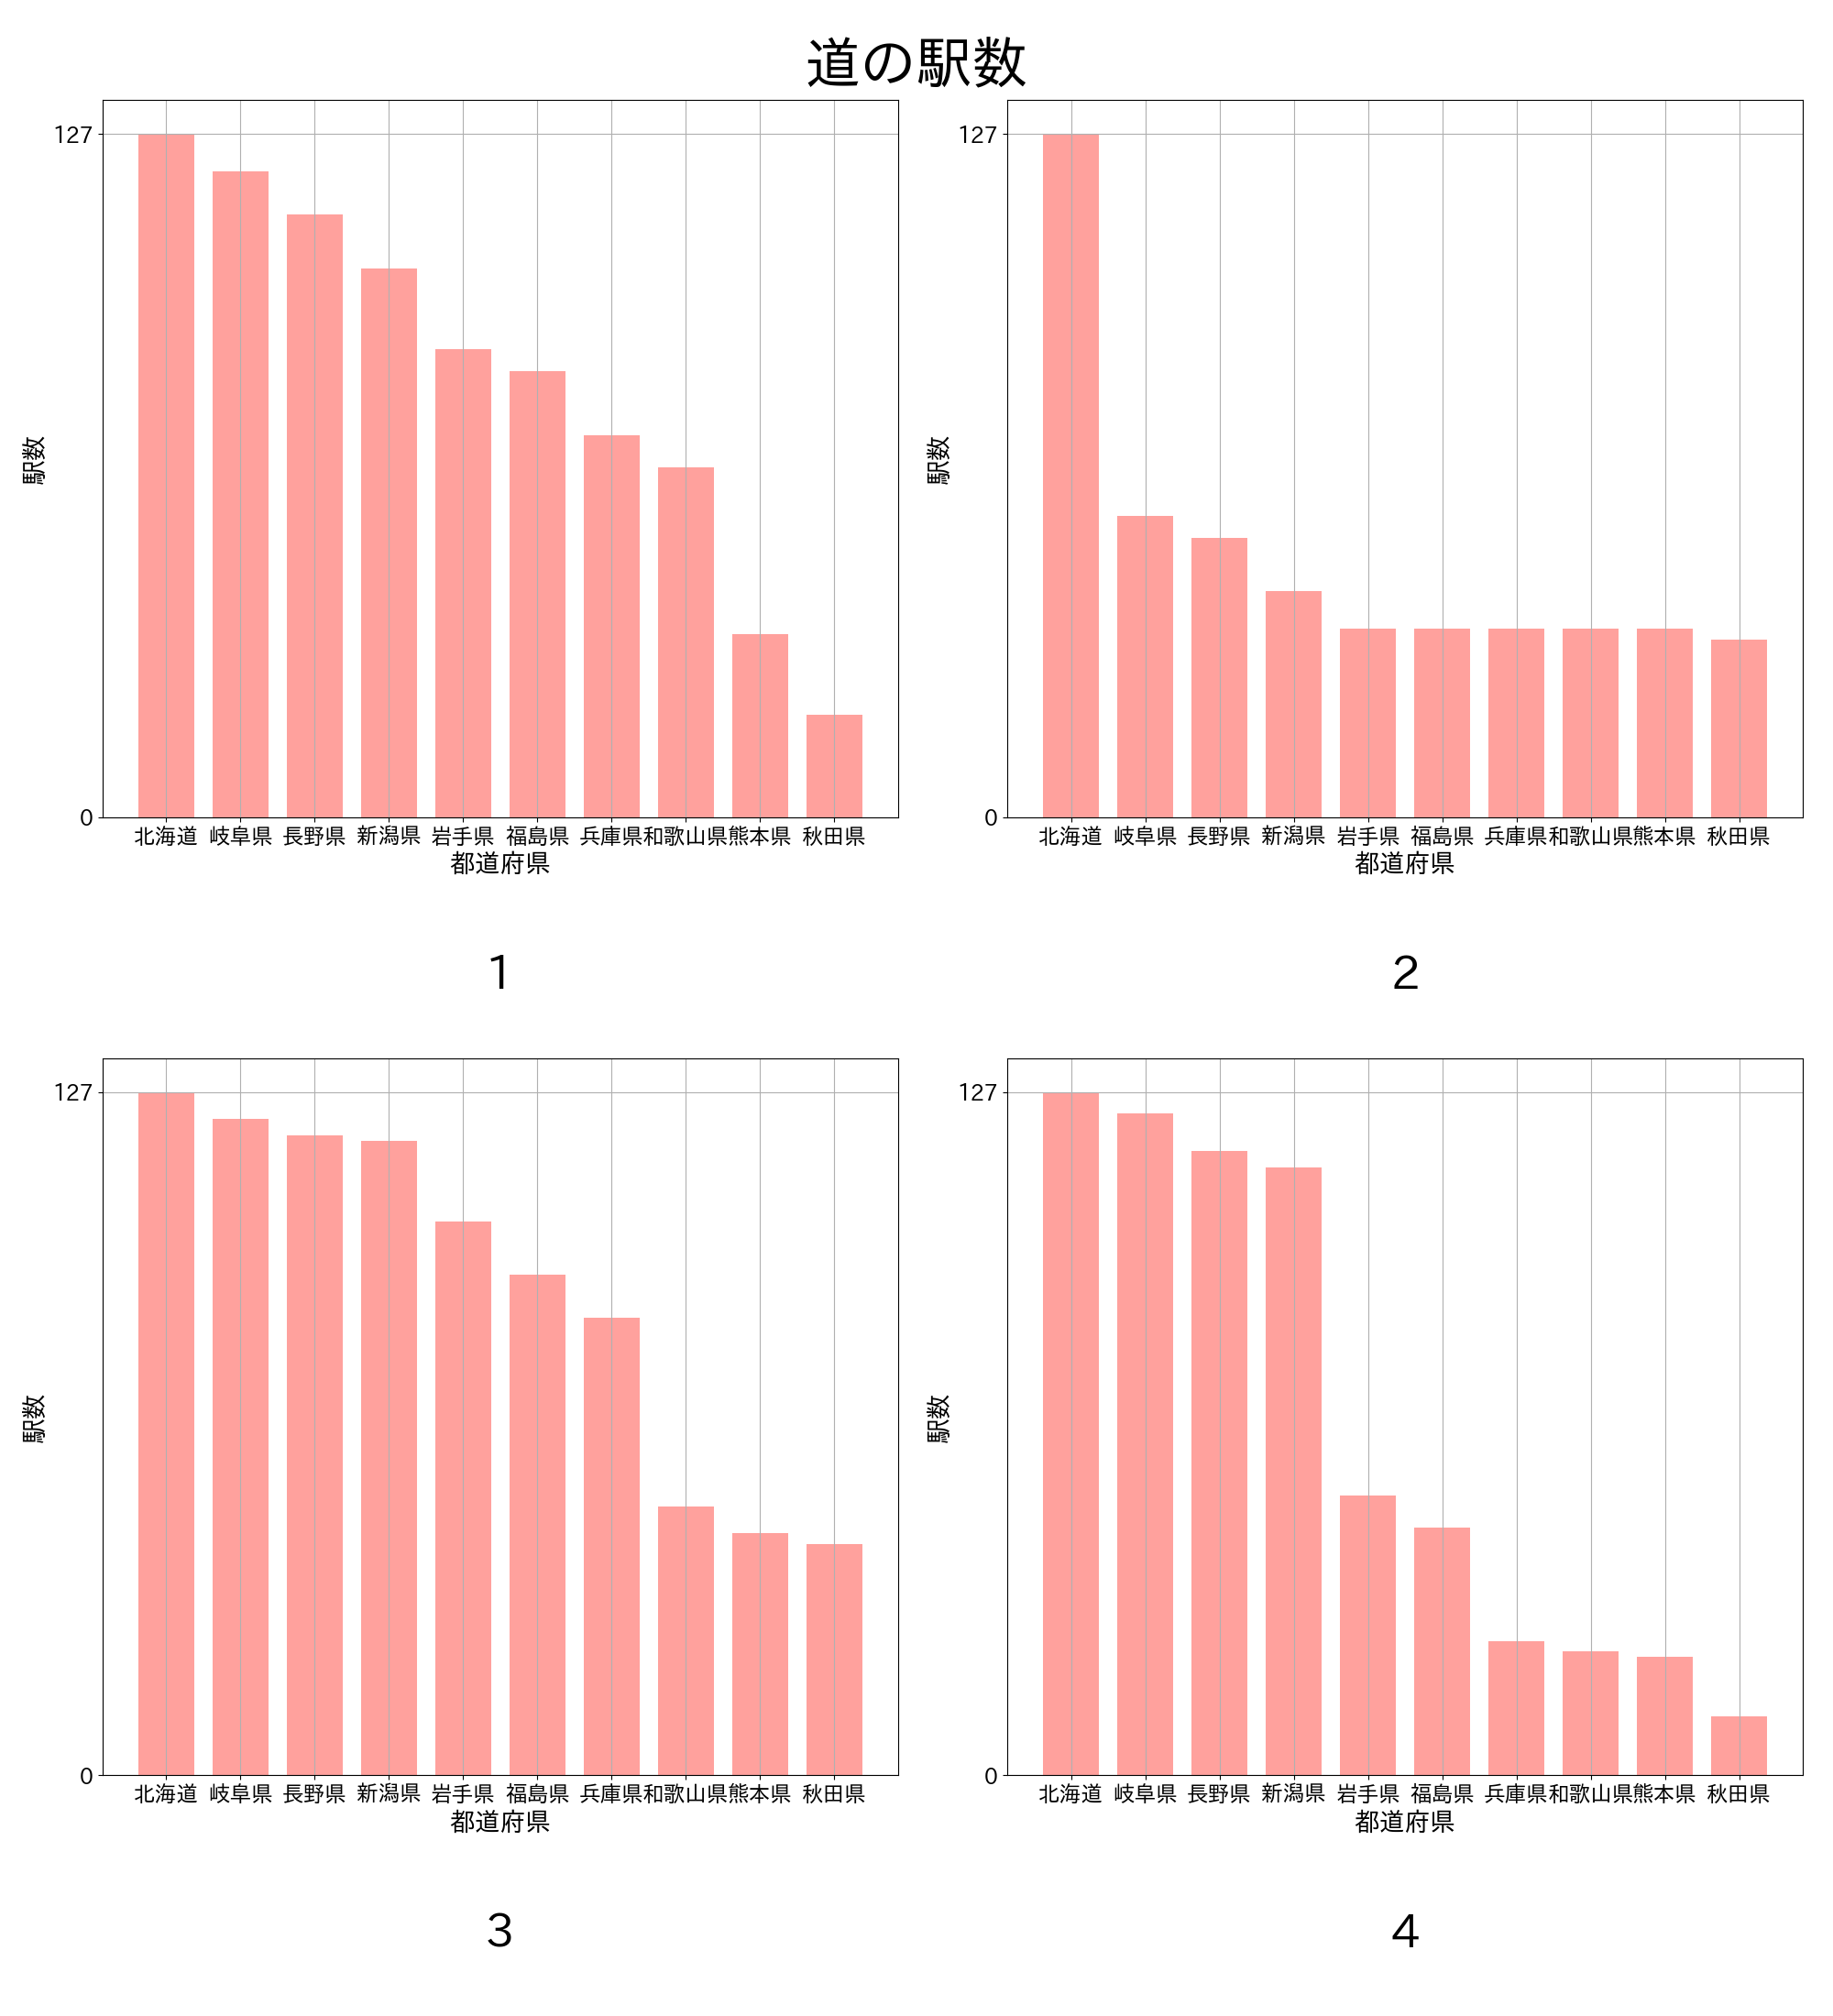 道の駅数
127
駅数
0
北海道 岐阜県 長野県 新潟県 岩手県 福島県 兵庫県 和歌山県 熊本県 秋田県
都道府県
1
127
駅数
0
北海道 岐阜県 長野県 新潟県 岩手県 福島県 兵庫県 和歌山県 熊本県 秋田県
都道府県
2
127
駅数
0
北海道 岐阜県 長野県 新潟県 岩手県 福島県 兵庫県 和歌山県 熊本県 秋田県
都道府県
3
127
駅数
0
北海道 岐阜県 長野県 新潟県 岩手県 福島県 兵庫県 和歌山県 熊本県 秋田県
都道府県
4